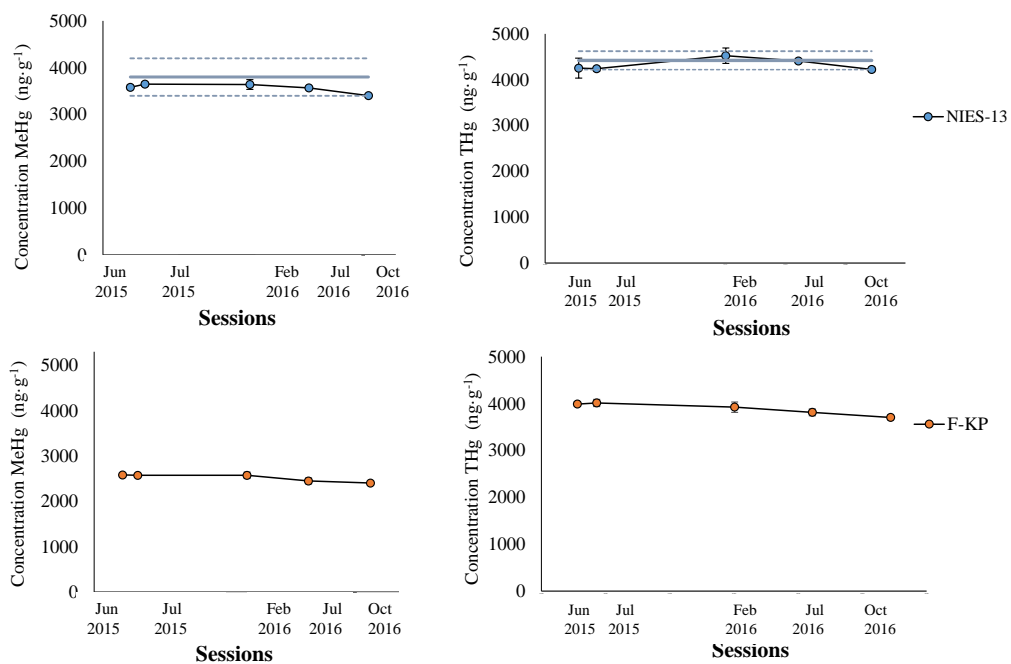 Concentration MeHg (ng·g-1)
5000
4000
3000
2000
1000
0
Jun
2015
Jul
2015
Feb
2016
Jul
2016
Oct
2016
Sessions
Concentration THg (ng·g-1)
5000
4000
3000
2000
1000
0
Jun
2015
Jul
2015
Feb
2016
Jul
2016
Oct
2016
Sessions
NIES-13
Concentration MeHg (ng·g-1)
5000
4000
3000
2000
1000
0
Jun
2015
Jul
2015
Feb
2016
Jul
2016
Oct
2016
Sessions
Concentration THg (ng·g-1)
5000
4000
3000
2000
1000
0
Jun
2015
Jul
2015
Feb
2016
Jul
2016
Oct
2016
Sessions
F-KP